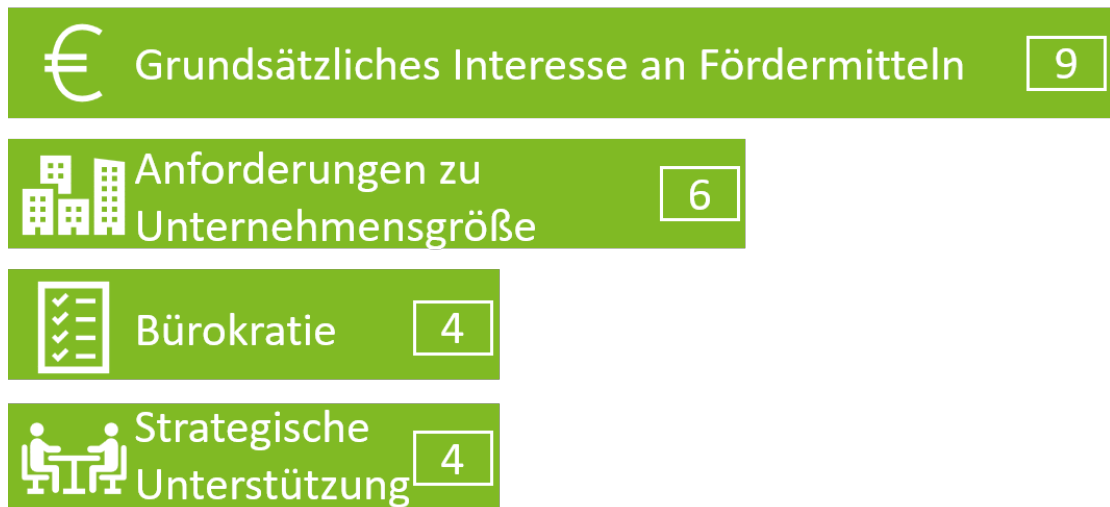 Grundsätzliches Interesse an Fördermitteln 9
Anforderungen zu
Unternehmensgröße 6
Bürokratie 4
Strategische
Unterstützung 4